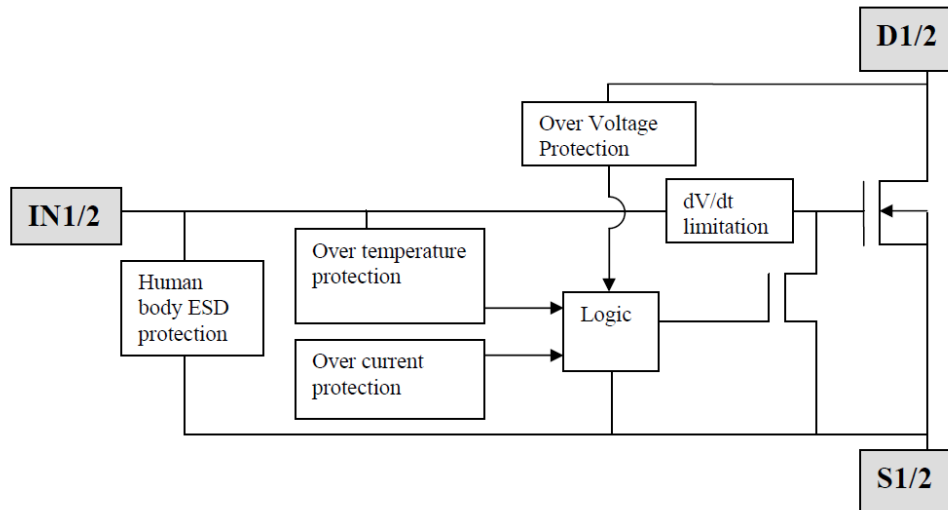 D1/2
Over Voltage
Protection
IN1/2
dV/dt
limitation
Over temperature
protection
Human
body ESD
protection
Logic
Over current
protection
S1/2